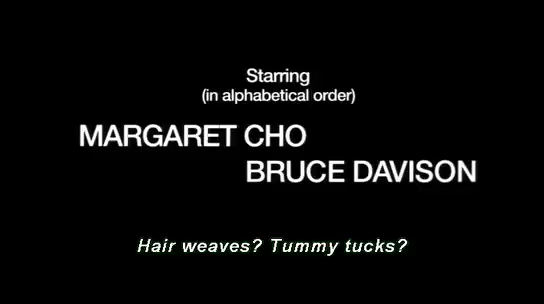 Starring
(in alphabetical order)
MARGARET CHO
BRUCE DAVISON
Hair weaves? Tummy tucks?